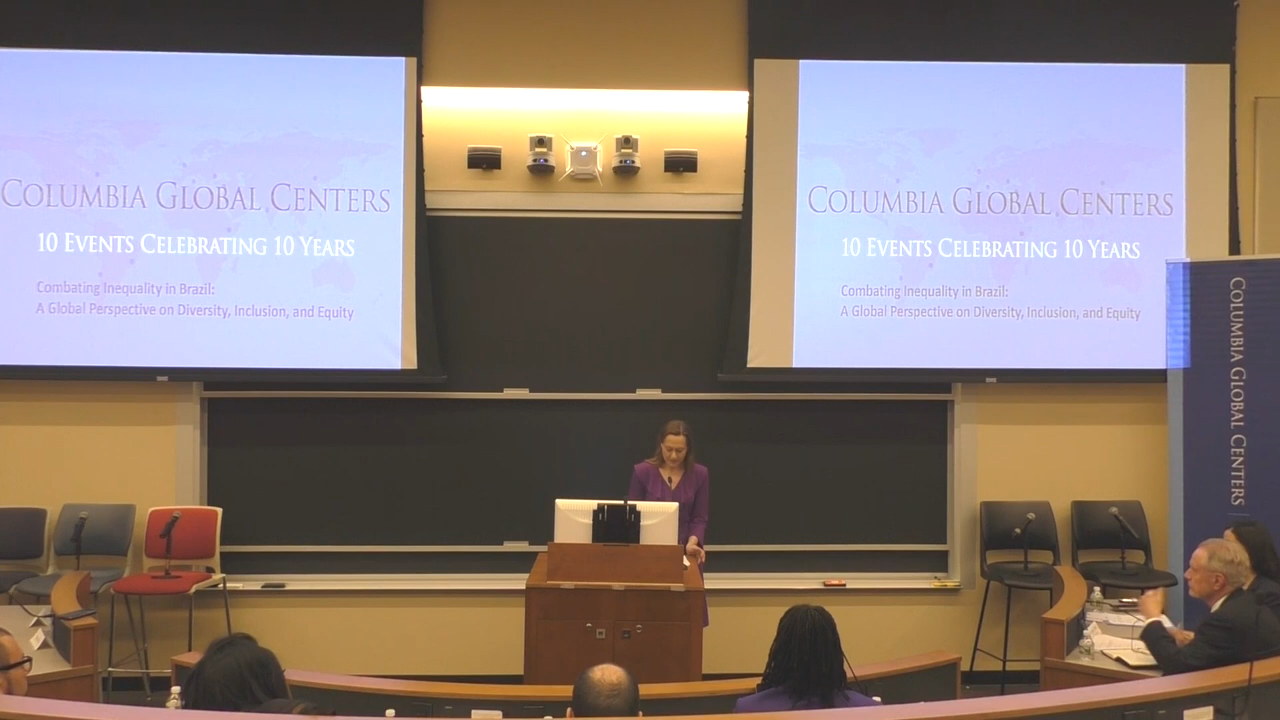 COLUMBIA GLOBAL CENTERS
10 EVENTS CELEBRATING 10 YEARS
Combating Inequality in Brazil:
A Global Perspective on Diversity, Inclusion, and Equity
COLUMBIA GLOBAL CENTERS
10 EVENTS CELEBRATING 10 YEARS
Combating Inequality in Brazil:
A Global Perspective on Diversity, Inclusion, and Equity
COLUMBIA GLOBAL CENTERS